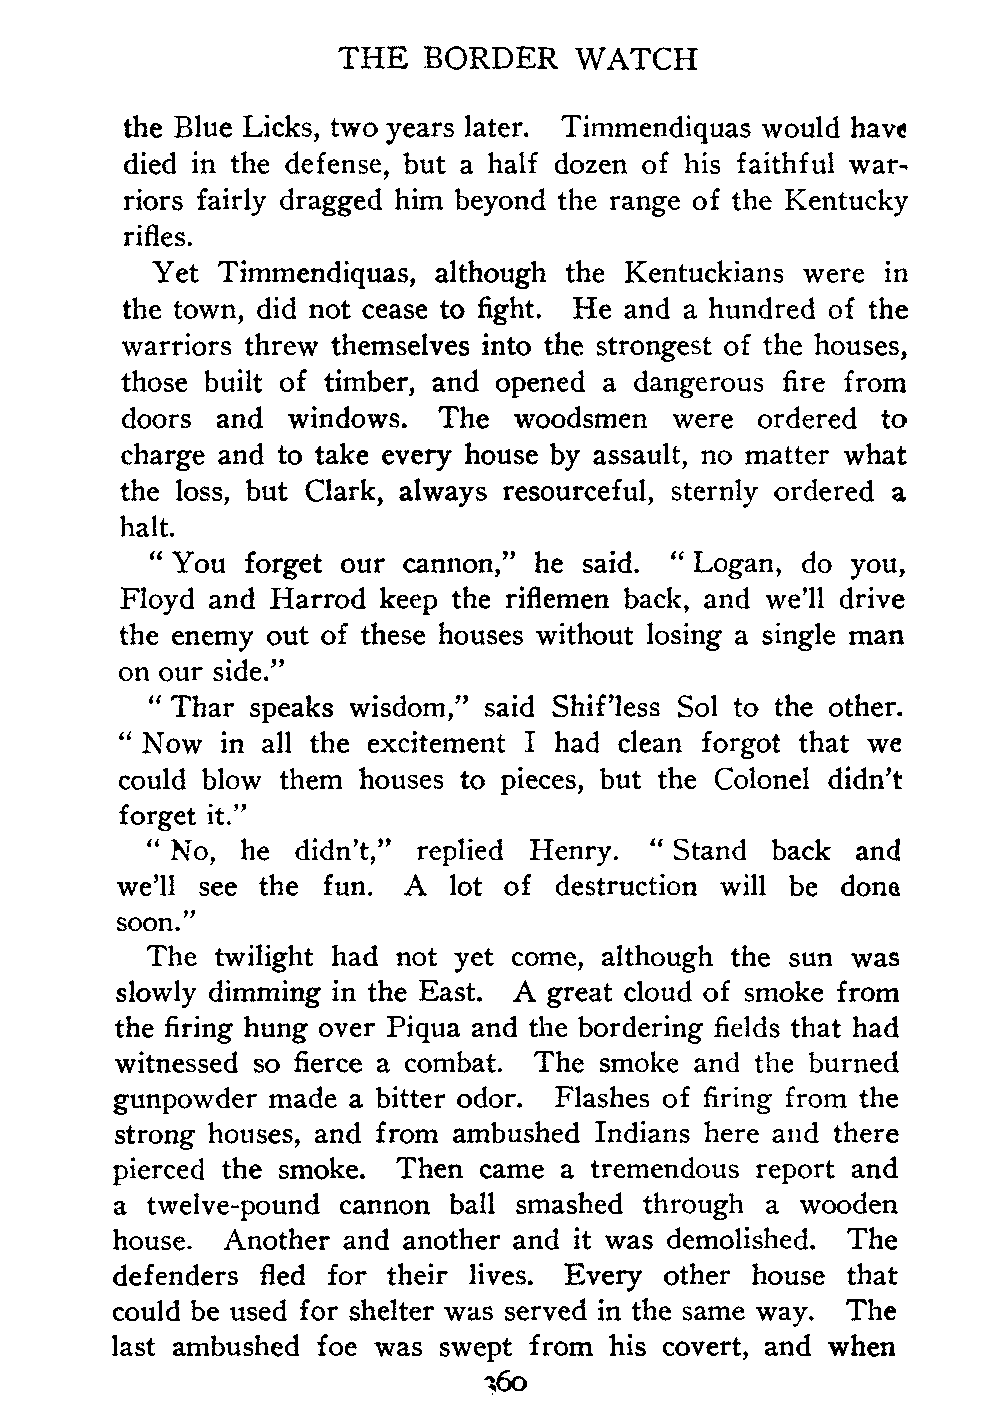 THE BORDER WATCH
the Blue Licks, two years later. Timmendiquas would have
died in the defense, but a half dozen of his faithful war-
riors fairly dragged him beyond the range of the Kentucky
rifles.
Yet Timmendiquas, although the Kentuckians were in
the town, did not cease to fight. He and a hundred of the
warriors threw themselves into the strongest of the houses,
those built of timber, and opened a dangerous fire from
doors and windows. The woodsmen were ordered to
charge and to take every house by assault, no matter what
the loss, but Clark, always resourceful, sternly ordered a
halt.
“ You forget our cannon,” he said. “ Logan, do you,
Floyd and Harrod keep the riflemen back, and we’ll drive
the enemy out of these houses without losing a single man
on our side.”
“ Thar speaks wisdom,” said Shif’less Sol to the other.
“ Now in all the excitement I had clean forgot that we
could blow them houses to pieces, but the Colonel didn’t
forget it.”
“ No, he didn’t,” replied Henry. “ Stand back and
we’ll see the fun. A lot of destruction will be done
soon.”
The twilight had not yet come, although the sun was
slowly dimming in the East. A great cloud of smoke from
the firing hung over Piqua and the bordering fields that had
witnessed so fierce a combat. The smoke and the burned
gunpowder made a bitter odor. Flashes of firing from the
strong houses, and from ambushed Indians here and there
pierced the smoke. Then came a tremendous report and
a twelve-pound cannon ball smashed through a wooden
house. Another and another and it was demolished. The
defenders fled for their lives. Every other house that
could be used for shelter was served in the same way. The
last ambushed foe was swept from his covert, and when
360